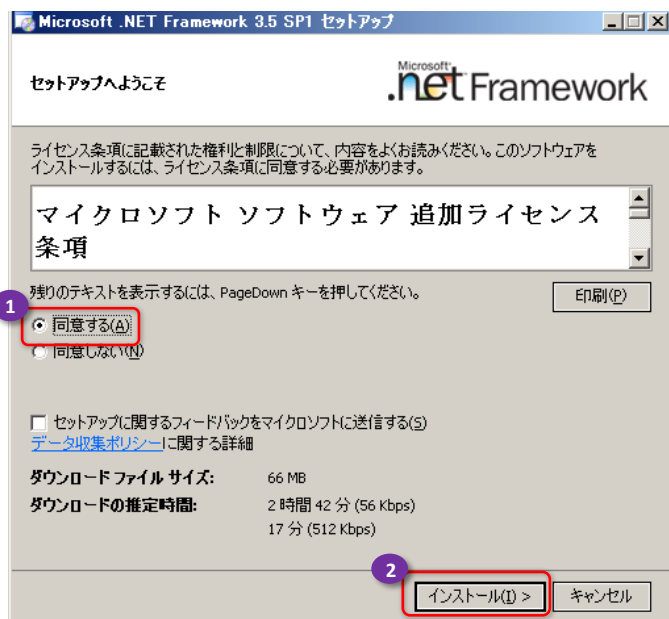 Microsoft .NET Framework 3.5 SP1 セットアップ
セットアップへようこそ
Microsoft
.net Framework
ライセンス条項に記載された権利と制限について、内容をよくお読みください。このソフトウェアを
インストールするには、ライセンス条項に同意する必要があります。
マイクロソフト ソフトウェア 追加ライセンス
条項
残りのテキストを表示するには、PageDown キーを押してください。
印刷(P)
1
同意する(A)
同意しない(N)
セットアップに関するフィードバックをマイクロソフトに送信する(S)
データ収集ポリシーに関する詳細
ダウンロード ファイル サイズ: 66 MB
ダウンロードの推定時間: 2 時間 42 分 (56 Kbps)
17 分 (512 Kbps)
2
インストール(I) >
キャンセル